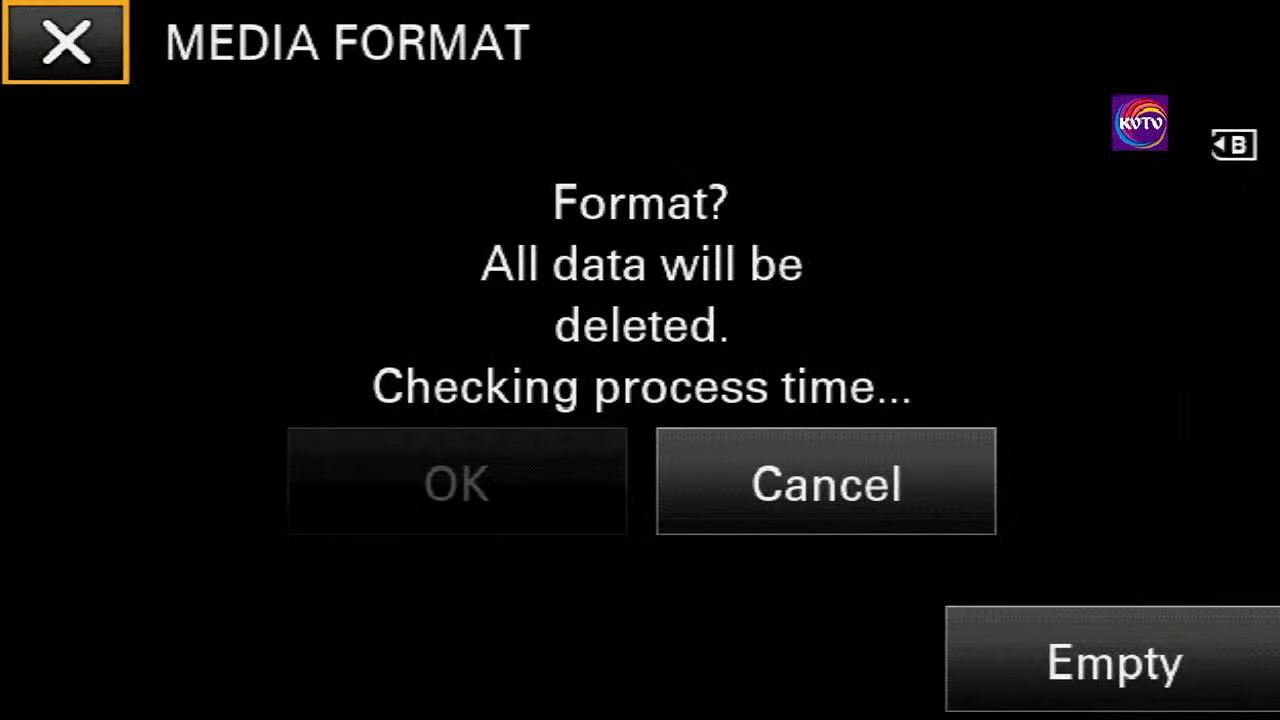 MEDIA FORMAT
KVTV
B
Format?
All data will be
deleted.
Checking process time...
OK
Cancel
Empty